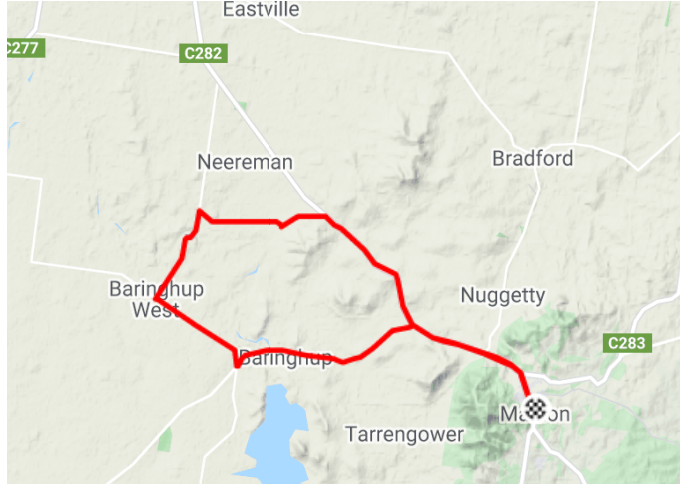 Eastville
C277
C282
Neereman
Bradford
Baringhup
West
Nuggetty
C283
Baringhup
Tarrengower